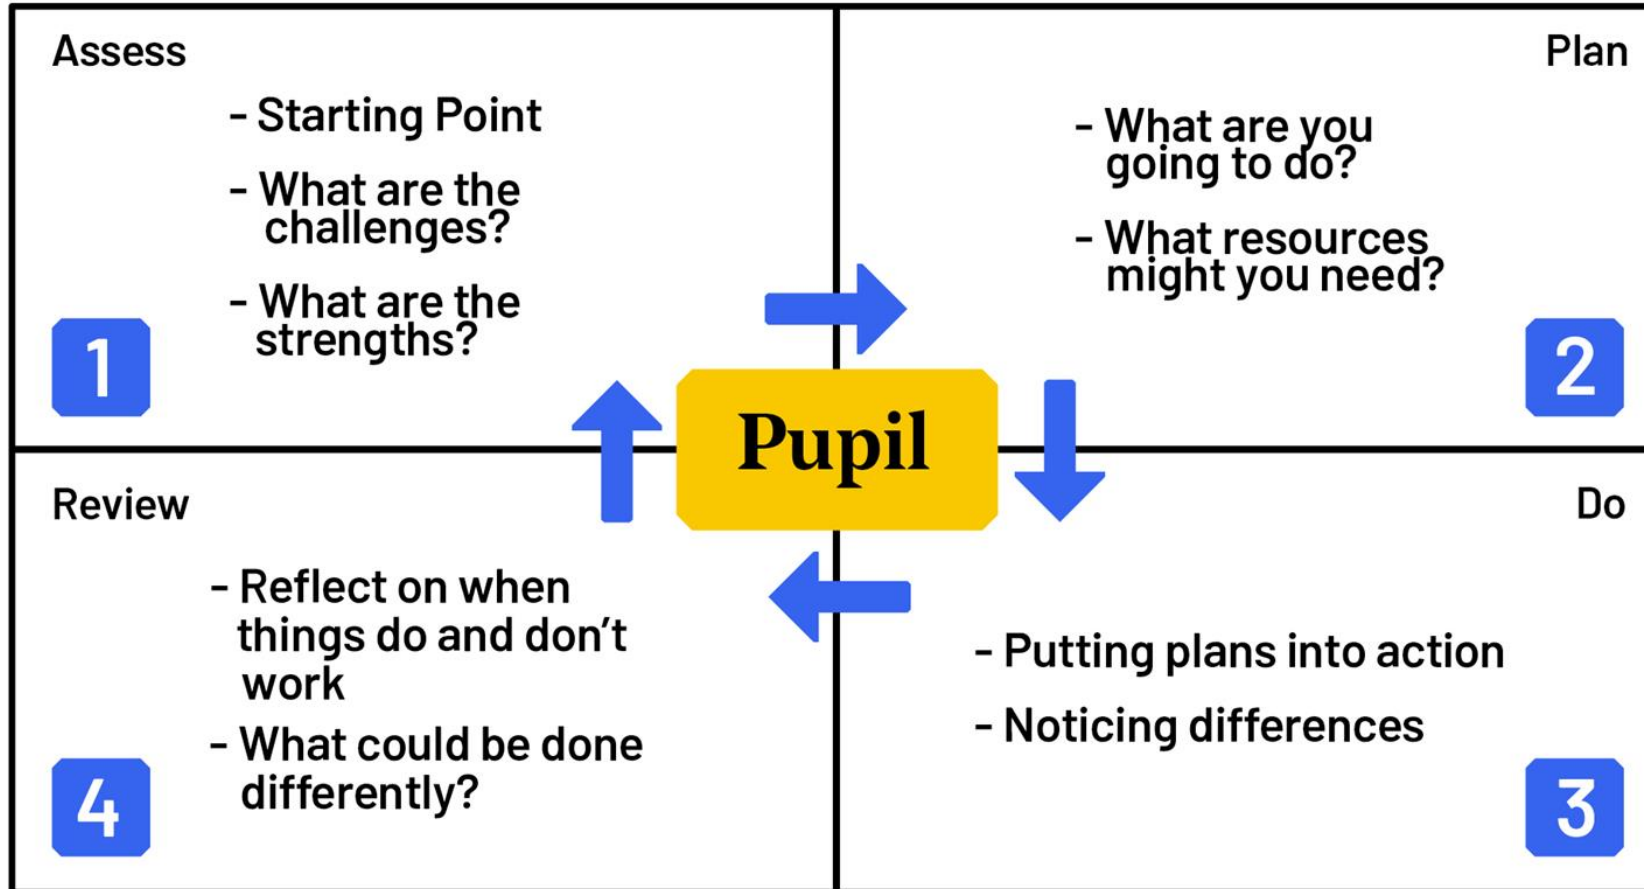 Assess
- Starting Point
- What are the
challenges?
- What are the
strengths?
1
Plan
- What are you
going to do?
- What resources
might you need?
2
Pupil
Review
- Reflect on when
things do and don’t
work
- What could be done
differently?
4
Do
- Putting plans into action
- Noticing differences
3